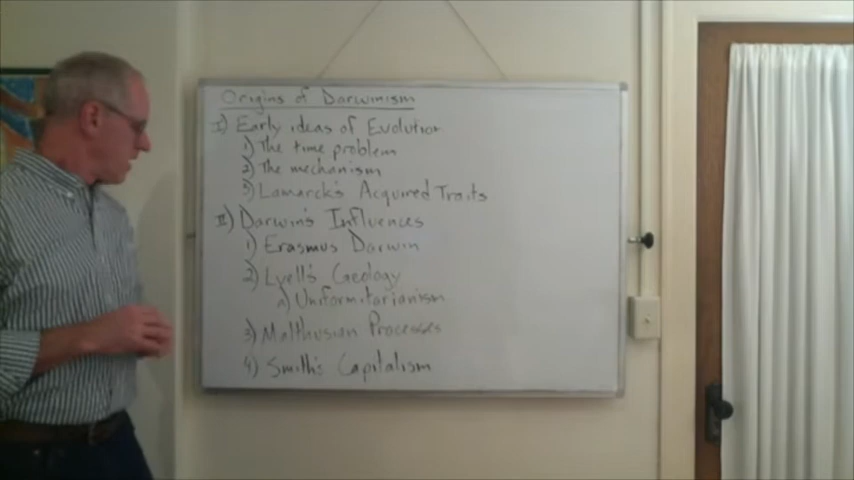 Origins of Darwinism
I) Early ideas of Evolution
1) The time problem
2) The mechanism
3) Lamarck's Acquired Traits
II) Darwin's Influences
1) Erasmus Darwin
2) Lyell's Geology
a) Uniformitarianism
3) Malthusian Processes
4) Smith's Capitalism